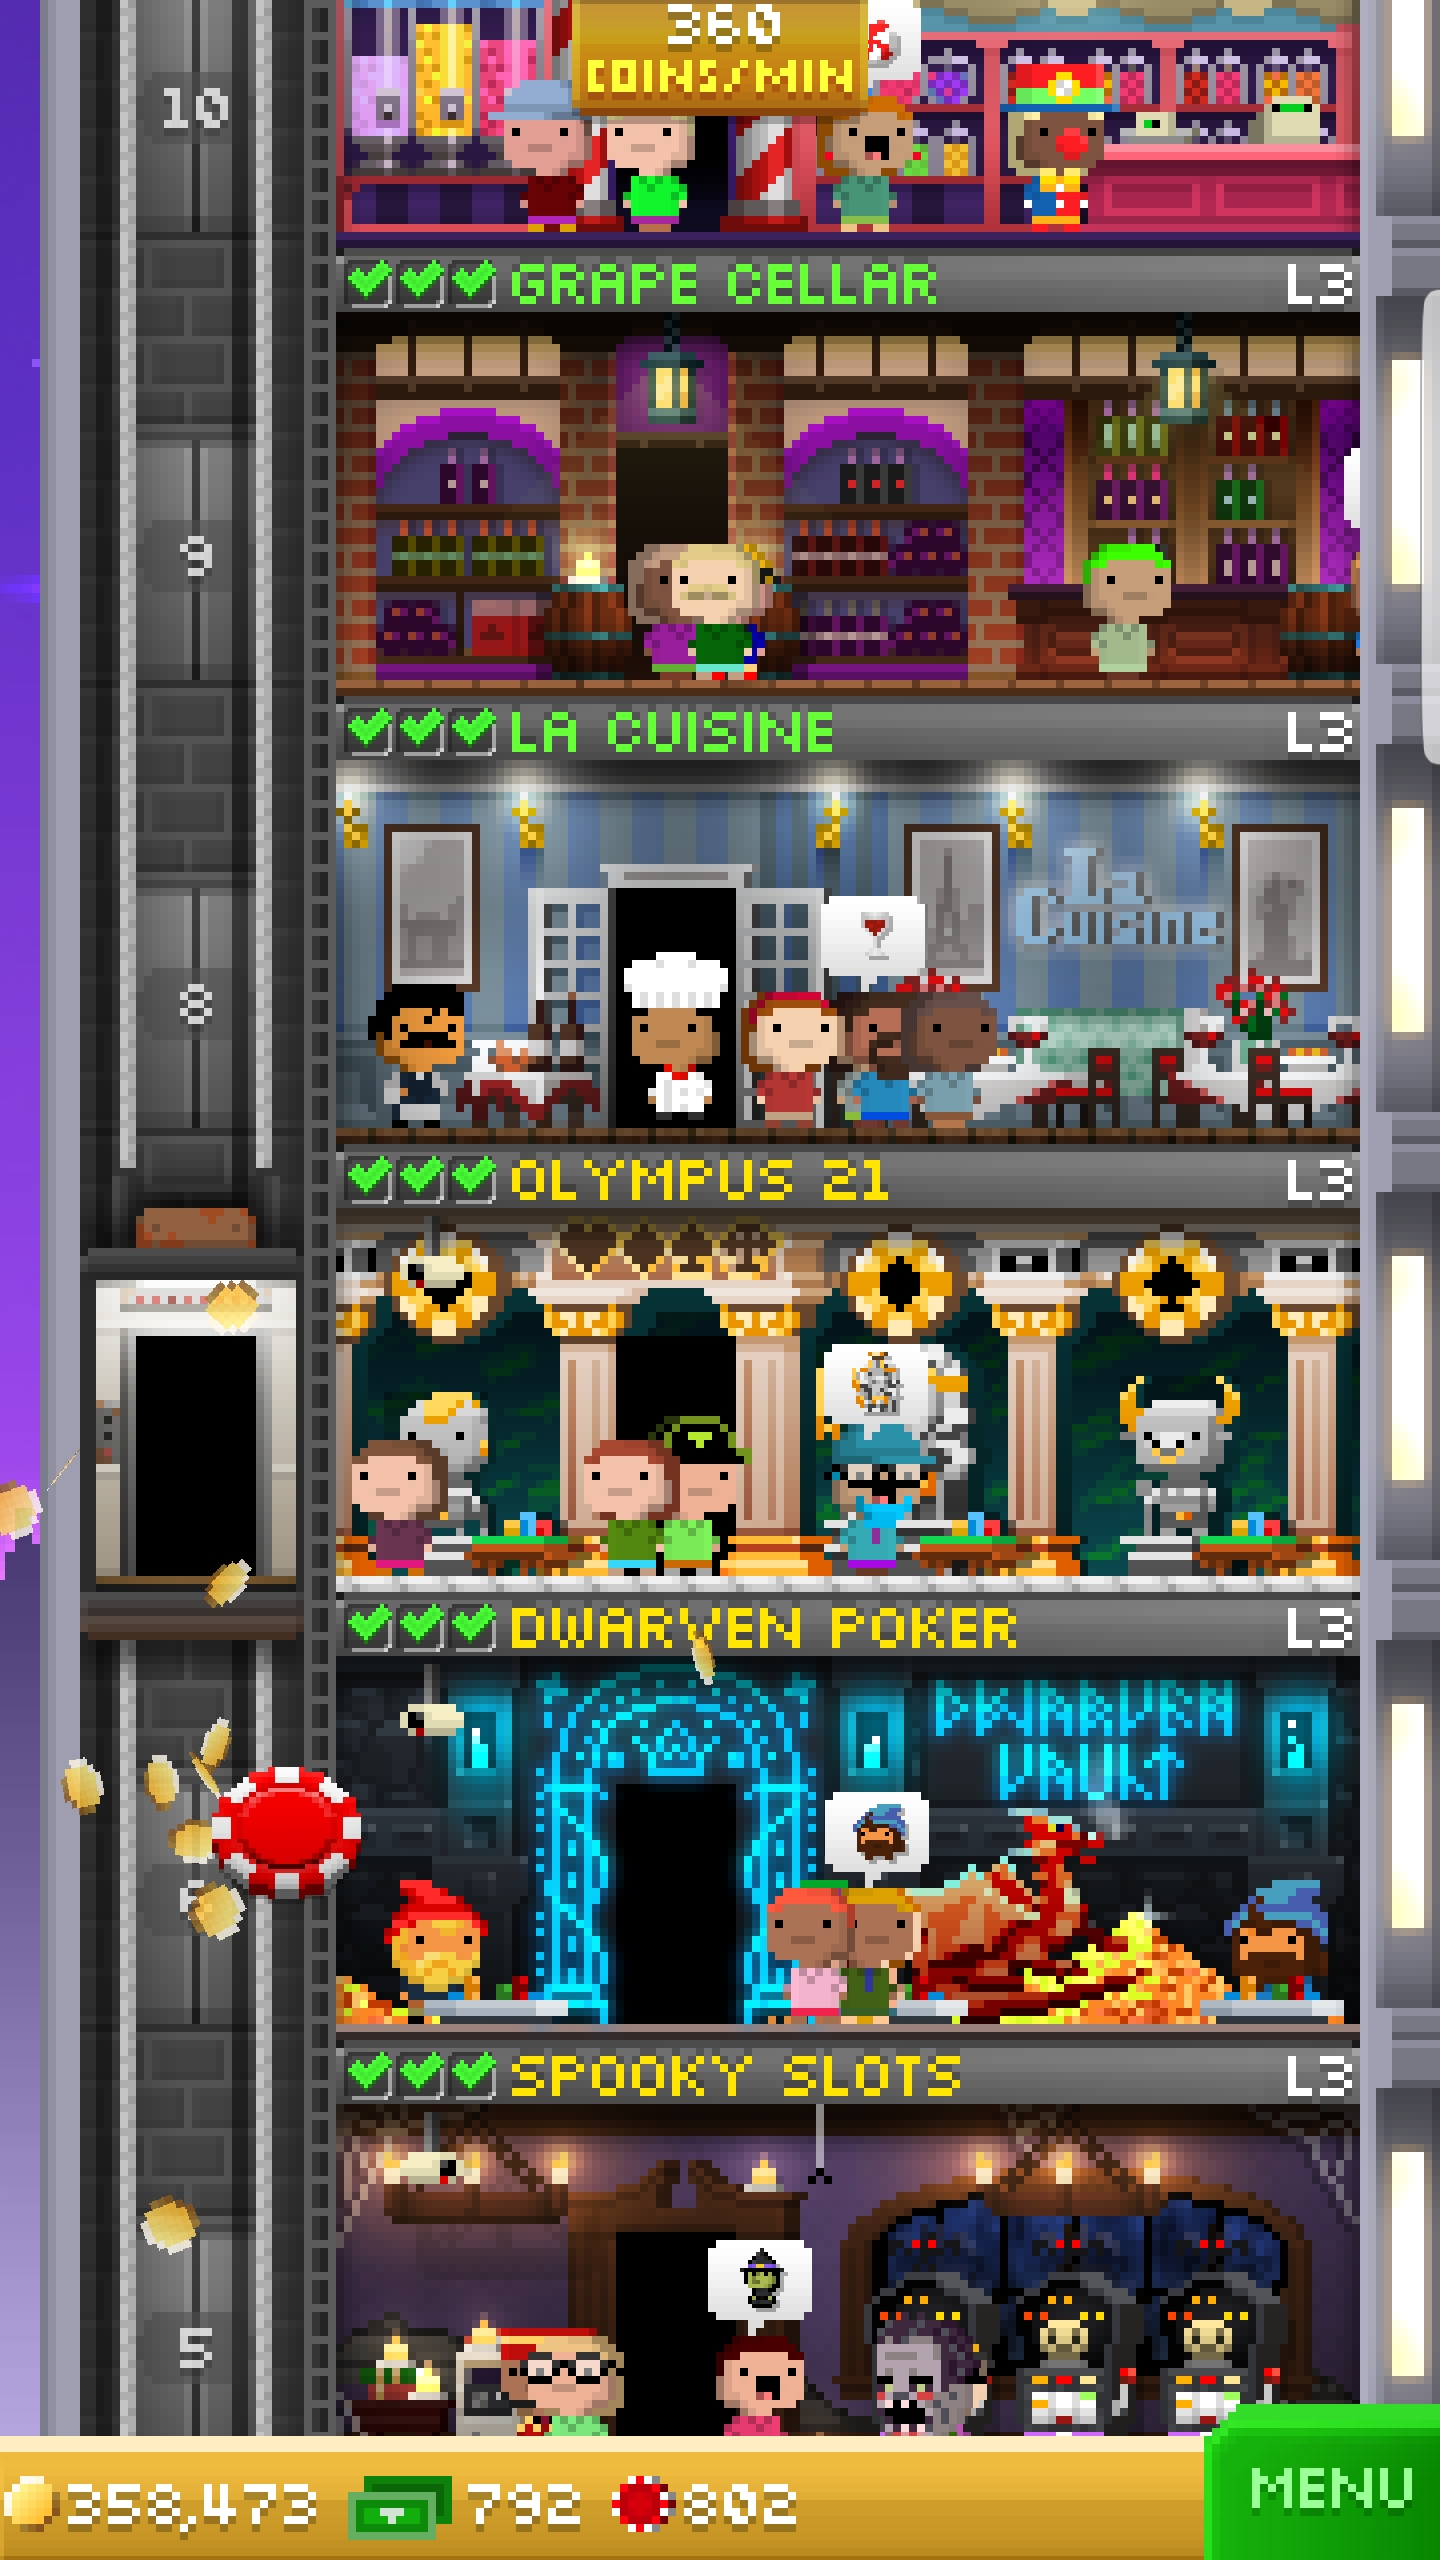 360
COINS/MIN
10
GRAPE CELLAR L3
9
LA CUISINE L3
La
Cuisine
8
OLYMPUS 21 L3
DWARVEN POKER L3
DWARVEN
VAULT
SPOOKY SLOTS L3
5
358,473 792 802
MENU